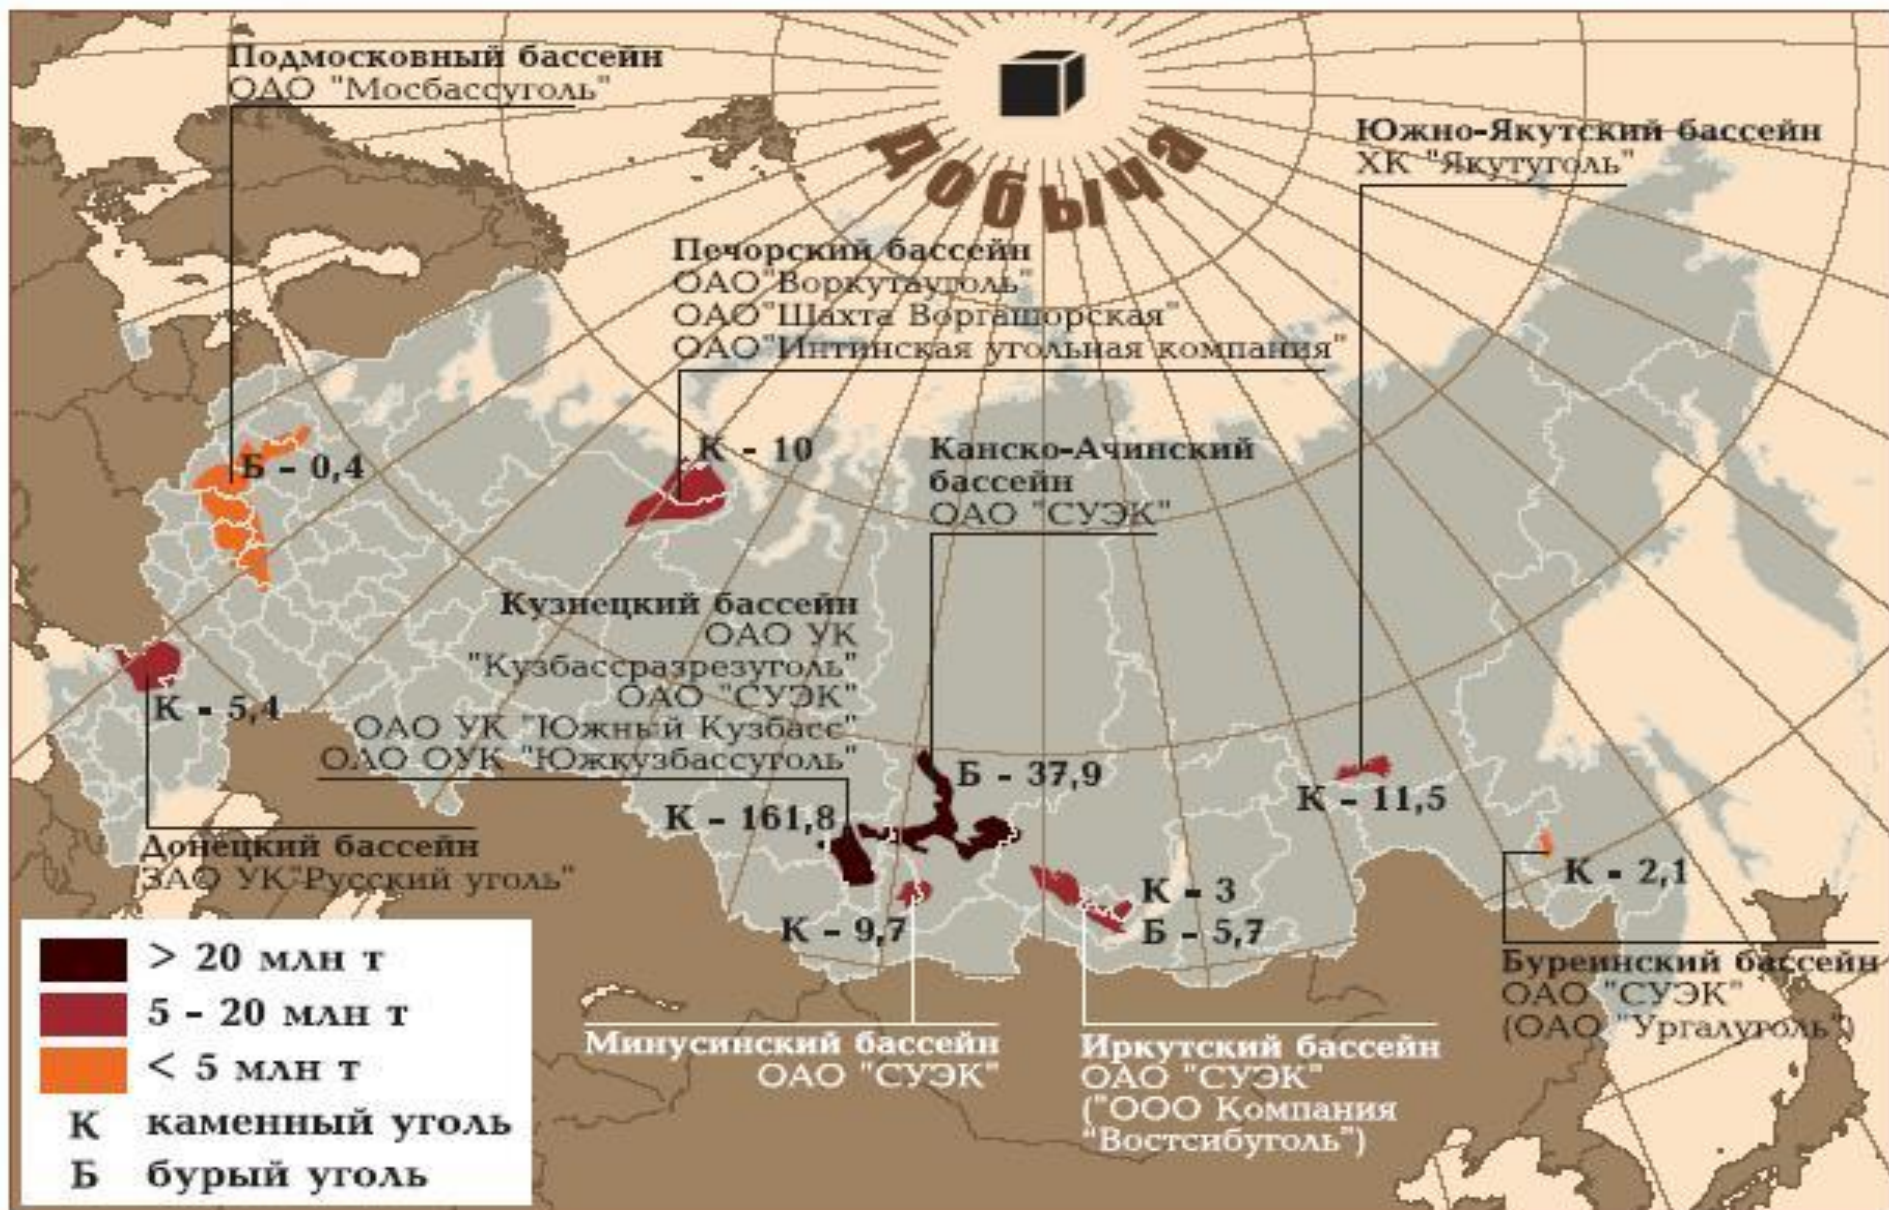 Подмосковный бассейн
ОАО "Мосбассуголь"
добыча
Южно-Якутский бассейн
ХК "Якутуголь"
Печорский бассейн
ОАО"Воркутауголь"
ОАО"Шахта Воргашорская"
ОАО"Интинская угольная компания"
Б - 0,4
К - 10
Канско-Ачинский
бассейн
ОАО "СУЭК"
Кузнецкий бассейн
ОАО УК
"Кузбассразрезуголь"
ОАО "СУЭК"
ОАО УК "Южный Кузбасс"
ОАО ОУК "Южкузбассуголь"
К - 5,4
Б - 37,9
К - 161,8
К - 11,5
Донецкий бассейн
ЗАО УК"Русский уголь"
К - 2,1
К - 3
Б - 5,7
К - 9,7
Буреинский бассейн
ОАО "СУЭК"
(ОАО "Ургалуголь")
Минусинский бассейн
ОАО "СУЭК"
Иркутский бассейн
ОАО "СУЭК"
("ООО Компания
"Востсибуголь")
> 20 млн т
5 - 20 млн т
< 5 млн т
К каменный уголь
Б бурый уголь